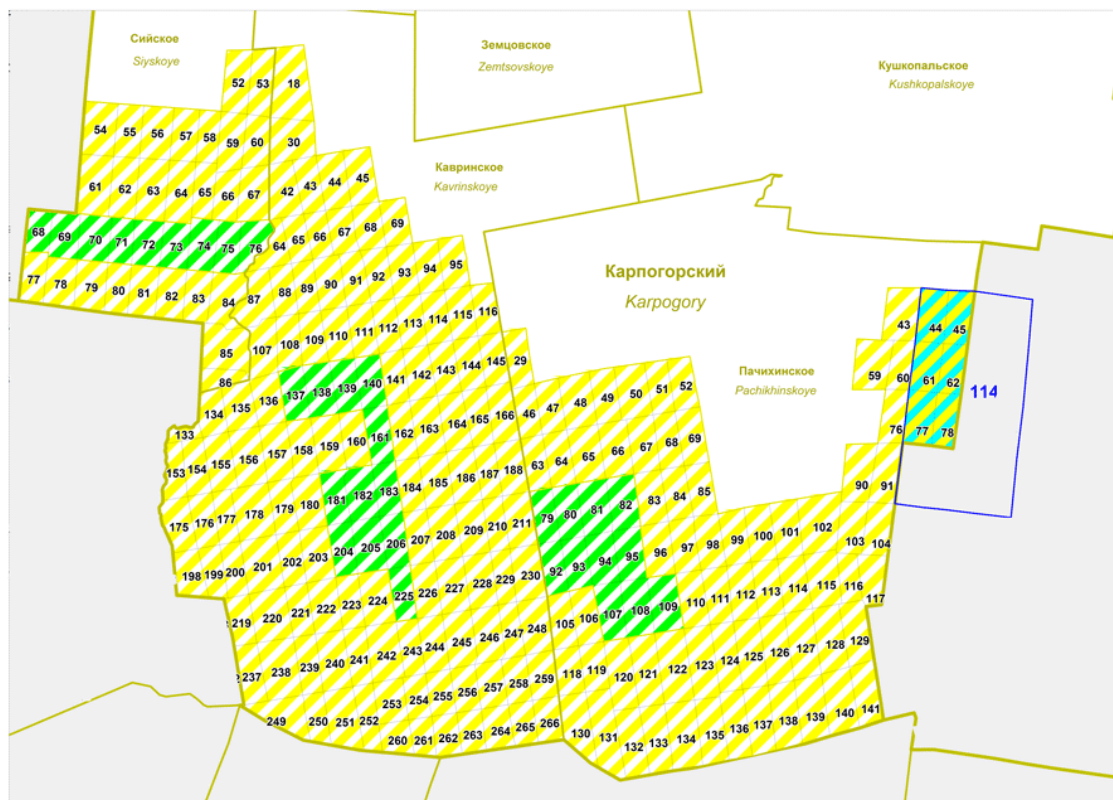 Сийское
Siyskoye
Земцовское
Zemtsovskoye
Кушкопальское
Kushkopalskoye
Кавринское
Kavrinskoye
Карпогорский
Karpogory
Пачихинское
Pachikhinskoye
114
52 53 18
54 55 56 57 58 59 60 30
61 62 63 64 65 66 67 42 43 44 45
68 69 70 71 72 73 74 75 76 64 65 66 67 68 69
77 78 79 80 81 82 83 84 87 88 89 90 91 92 93 94 95
85 107 108 109 110 111 112 113 114 115 116
86 134 135 136 137 138 139 140 141 142 143 144 145 29
133 153 154 155 156 157 158 159 160 161 162 163 164 165 166
175 176 177 178 179 180 181 182 183 184 185 186 187 188
198 199 200 201 202 203 204 205 206 207 208 209 210 211
219 220 221 222 223 224 225 226 227 228 229 230
237 238 239 240 241 242 243 244 245 246 247 248
249 250 251 252 253 254 255 256 257 258 259
260 261 262 263 264 265 266
43 44 45
59 60 61 62
76 77 78
46 47 48 49 50 51 52
63 64 65 66 67 68 69
79 80 81 82 83 84 85 90 91
92 93 94 95 96 97 98 99 100 101 102 103 104
105 106 107 108 109 110 111 112 113 114 115 116 117
118 119 120 121 122 123 124 125 126 127 128 129
130 131 132 133 134 135 136 137 138 139 140 141